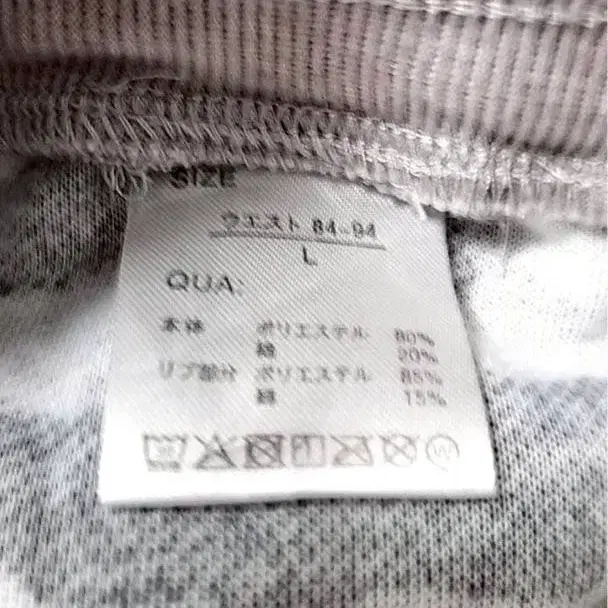 SIZE
ウエスト 84-94
L
QUA:
本体 ポリエステル 80%
綿 20%
リブ部分 ポリエステル 85%
綿 15%